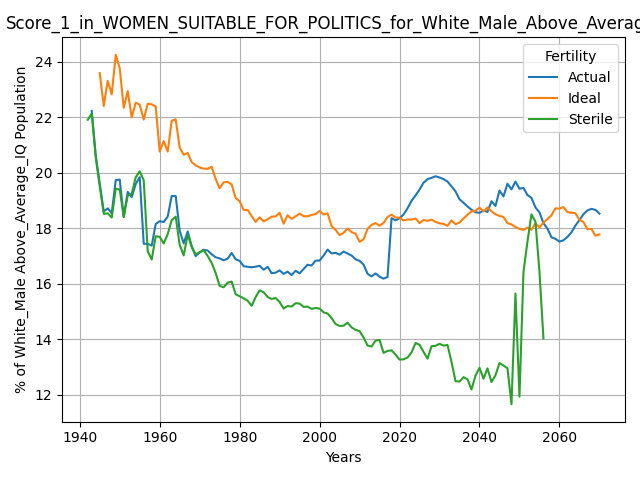 Score_1_in_WOMEN_SUITABLE_FOR_POLITICS_for_White_Male_Above_Averag
% of White_Male Above_Average_IQ Population
24
22
20
18
16
14
12
1940 1960 1980 2000 2020 2040 2060
Years
Fertility
Actual
Ideal
Sterile